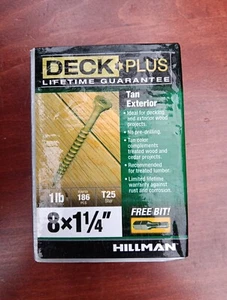 DECK PLUS
LIFETIME GUARANTEE
Tan
Exterior
• Ideal for decking
and exterior wood
projects.
• No pre-drilling.
• Tan color
complements
treated wood and
cedar projects.
• Recommended
for treated lumber.
• Limited lifetime
warranty against
rust and corrosion.
1lb
186
T25
Star
8x1¼"
FREE BIT!
HILLMAN